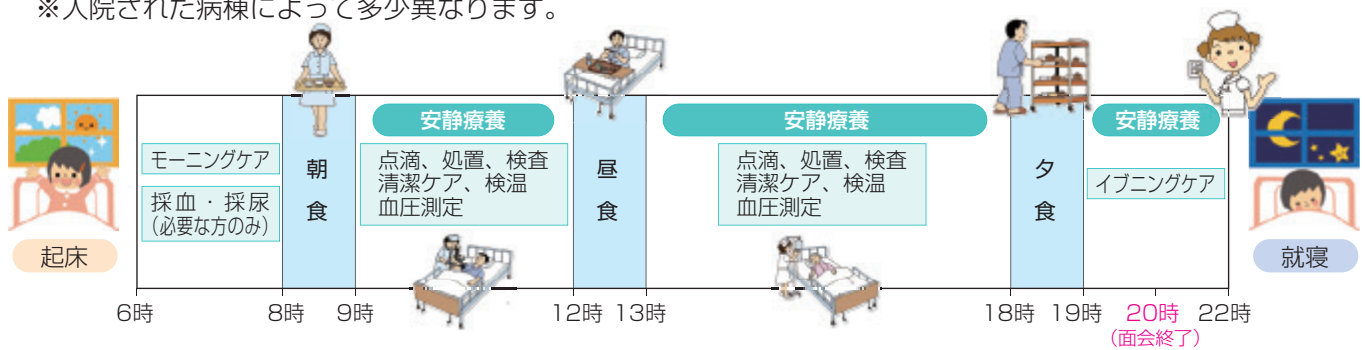 ※入院された病棟によって多少異なります。
安静療養
安静療養
安静療養
モーニングケア
採血・採尿
(必要な方のみ)
朝食
点滴、処置、検査
清潔ケア、検温
血圧測定
昼食
点滴、処置、検査
清潔ケア、検温
血圧測定
夕食
イブニングケア
起床
就寝
6時
8時
9時
12時
13時
18時
19時
20時
22時
(面会終了)